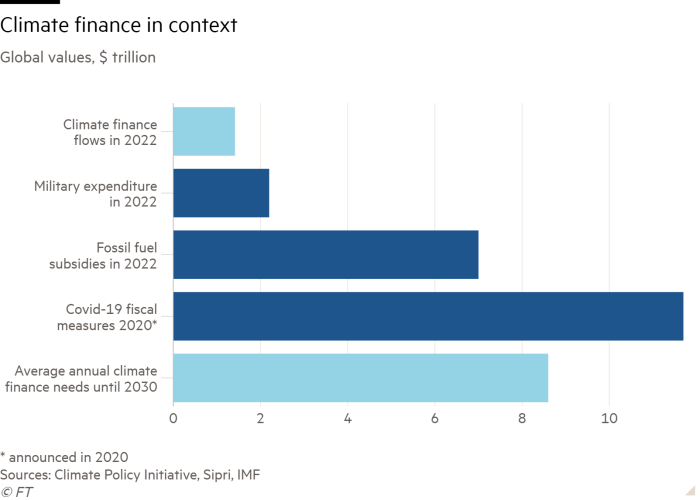 Climate finance in context
Global values, $ trillion
Climate finance
flows in 2022
Military expenditure
in 2022
Fossil fuel
subsidies in 2022
Covid-19 fiscal
measures 2020*
Average annual climate
finance needs until 2030
0 2 4 6 8 10
* announced in 2020
Sources: Climate Policy Initiative, Sipri, IMF
© FT